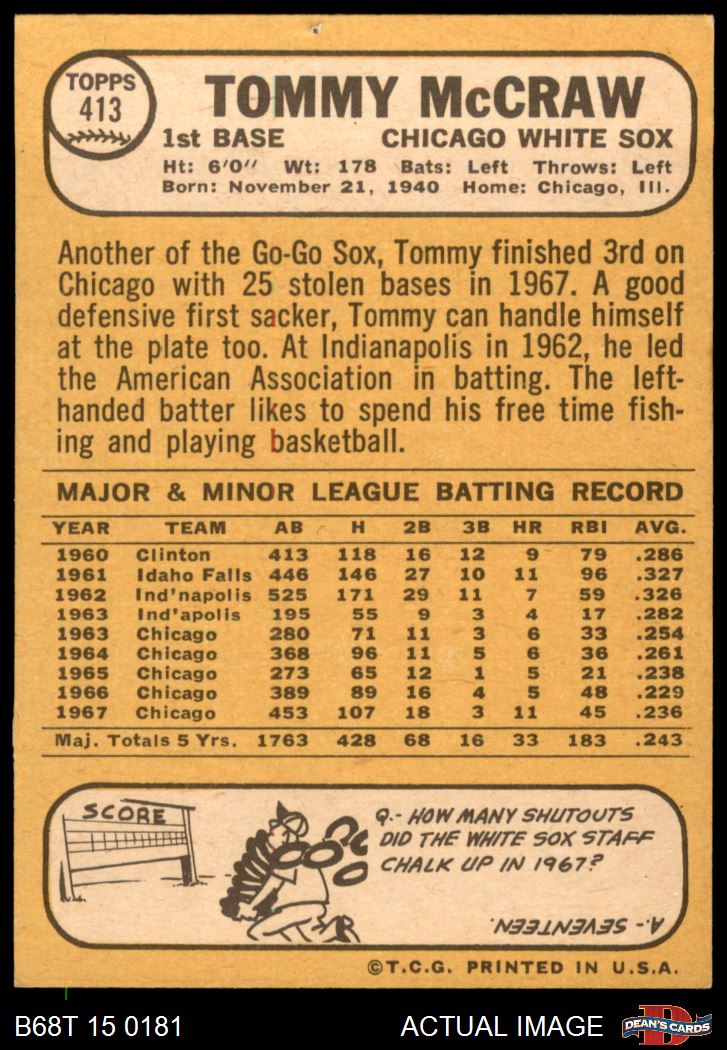 TOPPS
413
TOMMY McCRAW
1st BASE CHICAGO WHITE SOX
Ht: 6'0" Wt: 178 Bats: Left Throws: Left
Born: November 21, 1940 Home: Chicago, Ill.
Another of the Go-Go Sox, Tommy finished 3rd on
Chicago with 25 stolen bases in 1967. A good
defensive first sacker, Tommy can handle himself
at the plate too. At Indianapolis in 1962, he led
the American Association in batting. The left-
handed batter likes to spend his free time fish-
ing and playing basketball.
MAJOR & MINOR LEAGUE BATTING RECORD
YEAR TEAM AB H 2B 3B HR RBI AVG.
1960 Clinton 413 118 16 12 9 79 .286
1961 Idaho Falls 446 146 27 10 11 96 .327
1962 Ind'napolis 525 171 29 11 7 59 .326
1963 Ind'apolis 195 55 9 3 4 17 .282
1963 Chicago 280 71 11 3 6 33 .254
1964 Chicago 368 96 11 5 6 36 .261
1965 Chicago 273 65 12 1 5 21 .238
1966 Chicago 389 89 16 4 5 48 .229
1967 Chicago 453 107 18 3 11 45 .236
Maj. Totals 5 Yrs. 1763 428 68 16 33 183 .243
SCORE
Q.- HOW MANY SHUTOUTS
DID THE WHITE SOX STAFF
CHALK UP IN 1967?
A.- SEVENTEEN.
©T.C.G. PRINTED IN U.S.A.
B68T 15 0181 ACTUAL IMAGE
D
DEAN'S CARDS